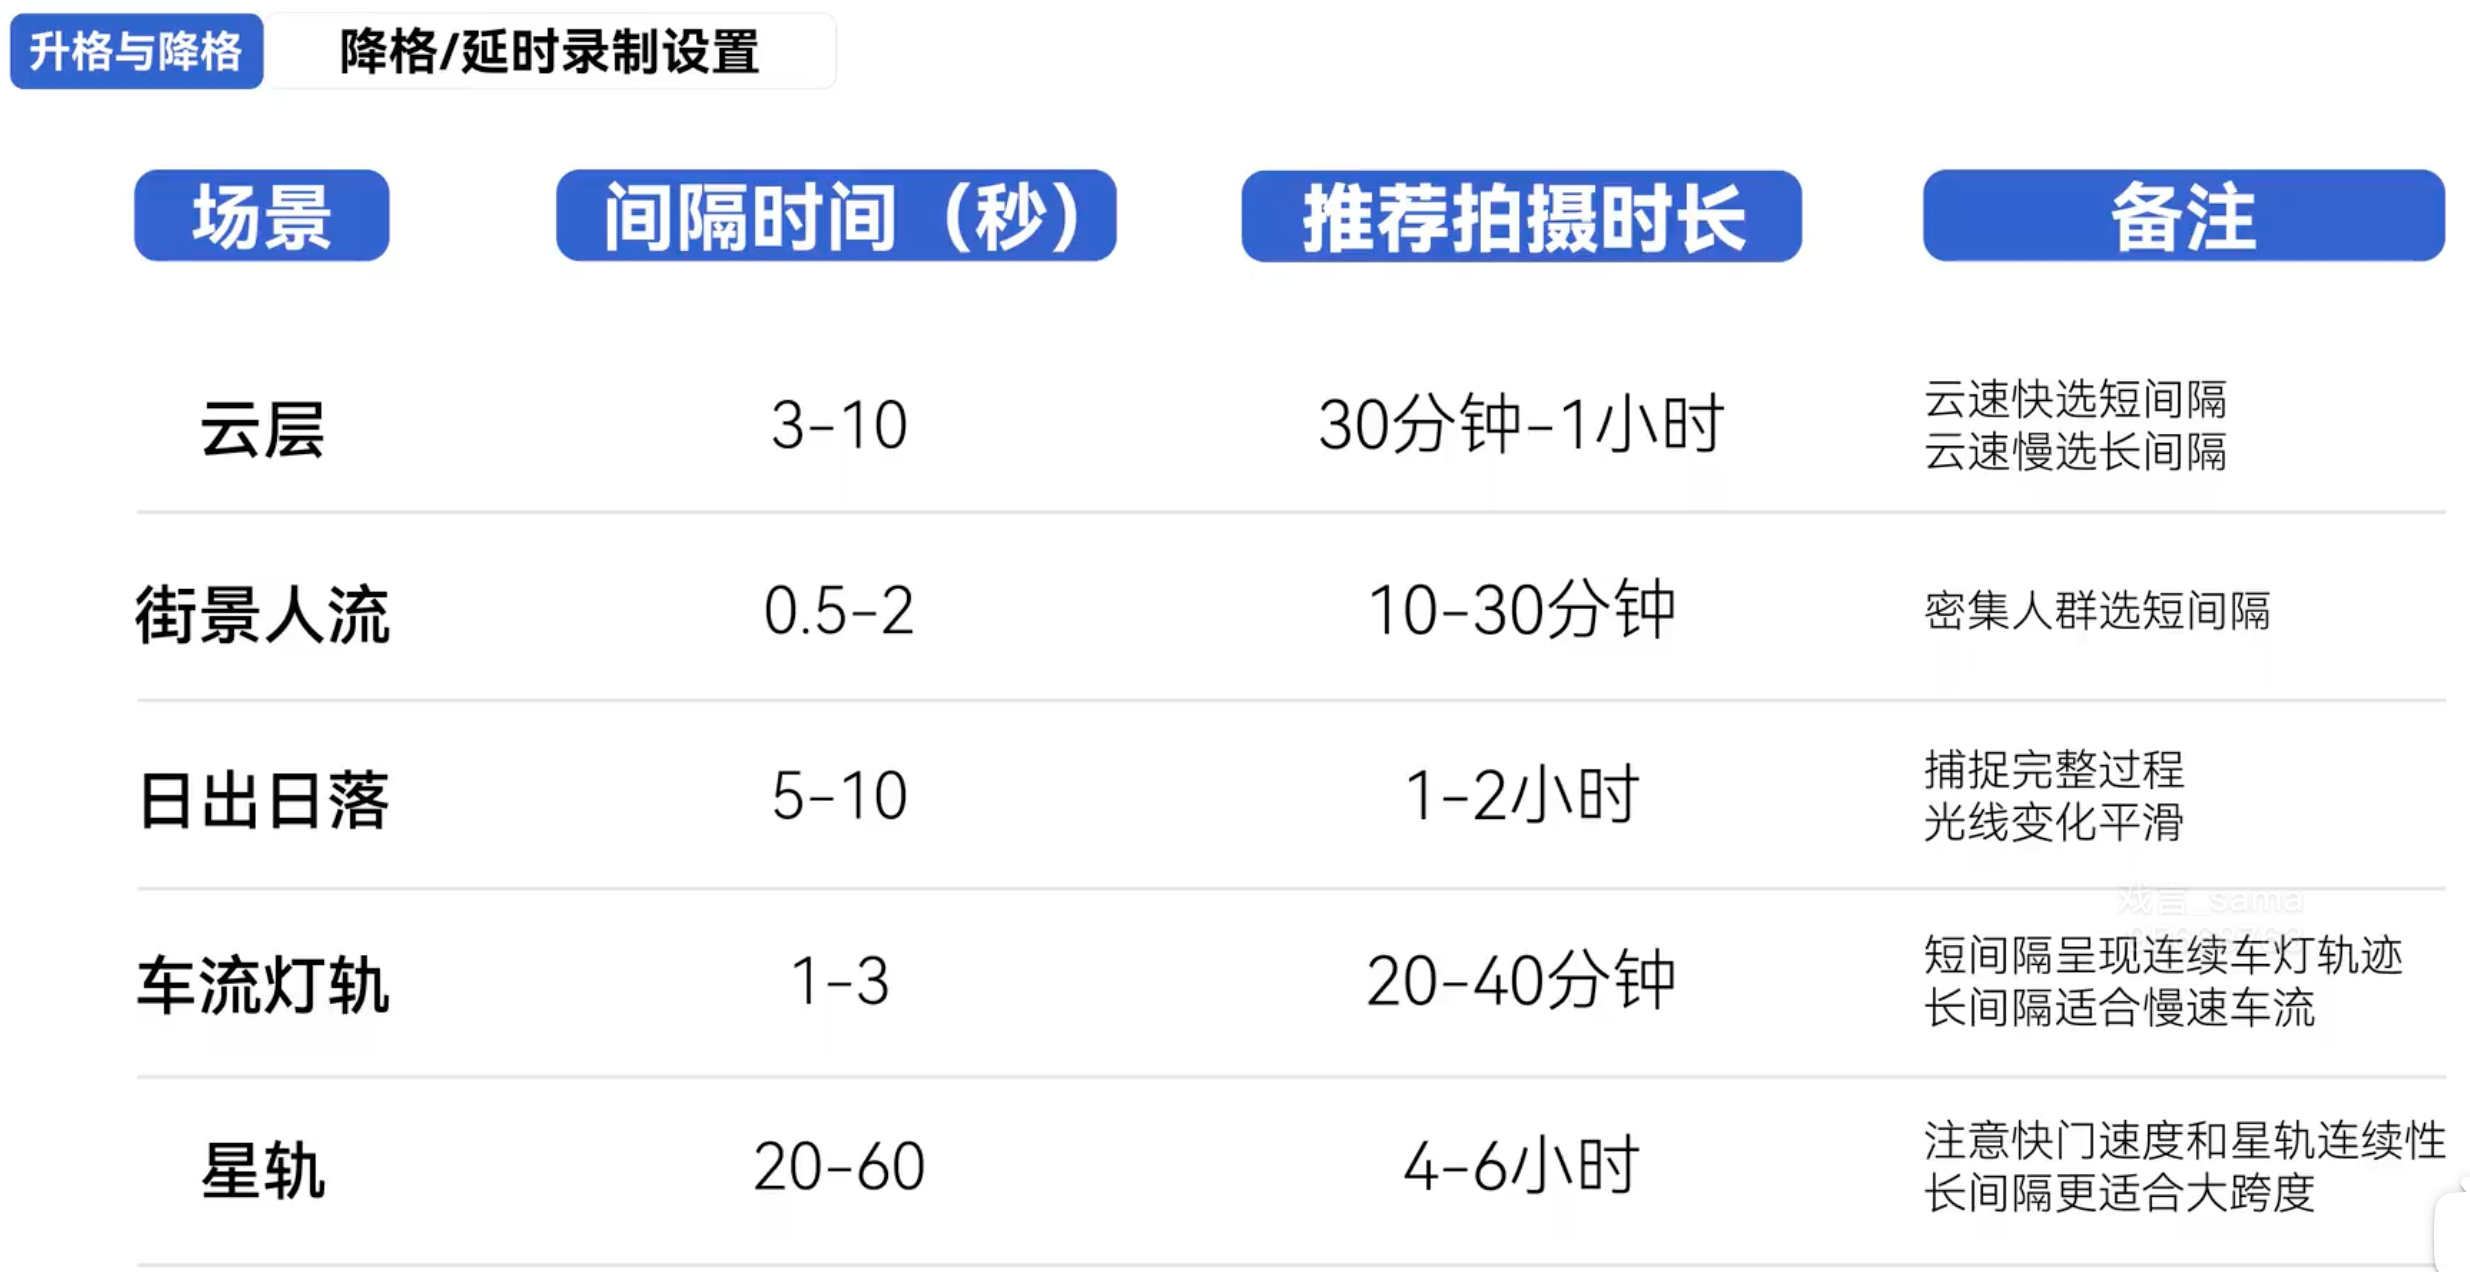 升格与降格 降格/延时录制设置
场景 间隔时间（秒） 推荐拍摄时长 备注
云层 3-10 30分钟-1小时 云速快选短间隔
云速慢选长间隔
街景人流 0.5-2 10-30分钟 密集人群选短间隔
日出日落 5-10 1-2小时 捕捉完整过程
光线变化平滑
戏言_sama
车流灯轨 1-3 20-40分钟 短间隔呈现连续车灯轨迹
长间隔适合慢速车流
星轨 20-60 4-6小时 注意快门速度和星轨连续性
长间隔更适合大跨度